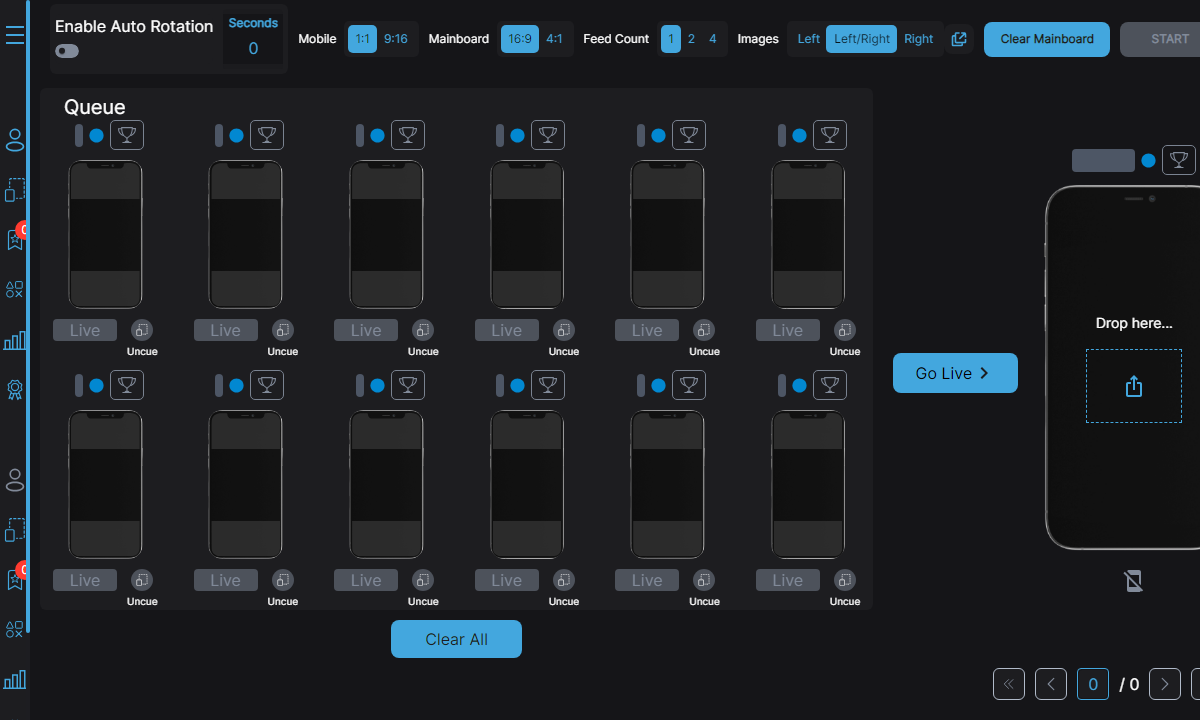 Enable Auto Rotation
Seconds
0
Mobile 1:1 9:16 Mainboard 16:9 4:1 Feed Count 1 2 4 Images Left Left/Right Right Clear Mainboard START
Queue
Live Live Live Live Live Live
Uncue Uncue Uncue Uncue Uncue Uncue
Drop here...
Go Live
Live Live Live Live Live Live
Uncue Uncue Uncue Uncue Uncue Uncue
Clear All
0 / 0